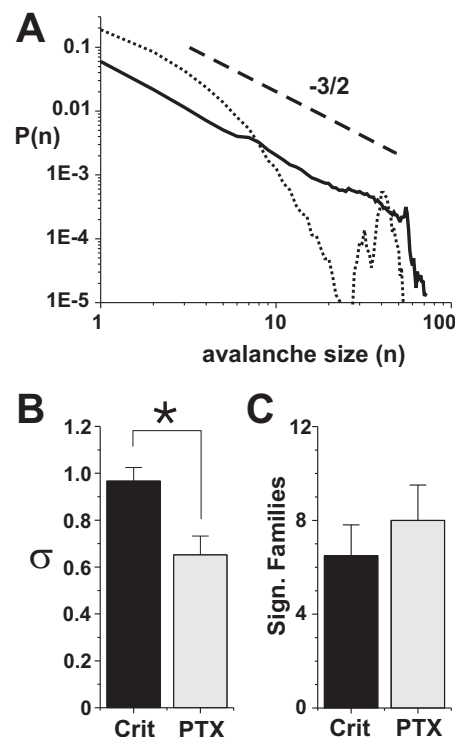 A
0.1
-3/2
P(n)
0.01
1E-3
1E-4
1E-5
1 10 100
avalanche size (n)
B
1.2
*
1.0
0.8
σ
0.6
0.4
0.2
0
Crit PTX
C
12
Sign. Families
8
4
0
Crit PTX